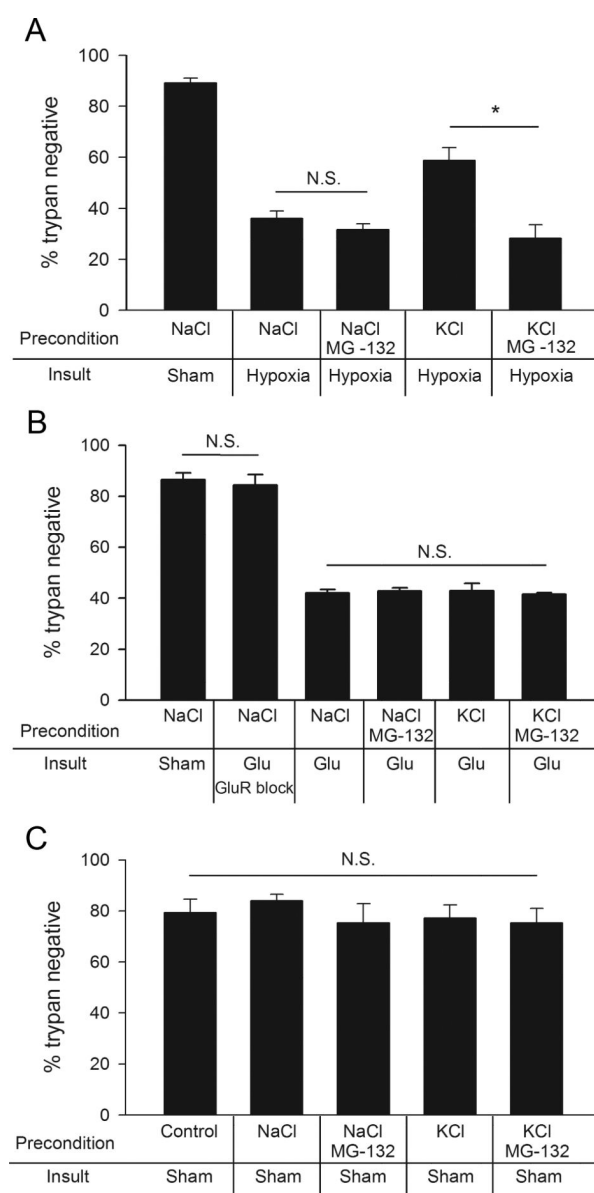 A
% trypan negative
100
80
60
40
20
0
N.S.
*
Precondition NaCl NaCl NaCl KCl KCl
MG -132 MG -132
Insult Sham Hypoxia Hypoxia Hypoxia Hypoxia
B
% trypan negative
100
80
60
40
20
0
N.S.
N.S.
Precondition NaCl NaCl NaCl NaCl KCl KCl
MG-132 MG-132
Insult Sham Glu Glu Glu Glu Glu
GluR block
C
% trypan negative
100
80
60
40
20
0
N.S.
Precondition Control NaCl NaCl KCl KCl
MG-132 MG-132
Insult Sham Sham Sham Sham Sham